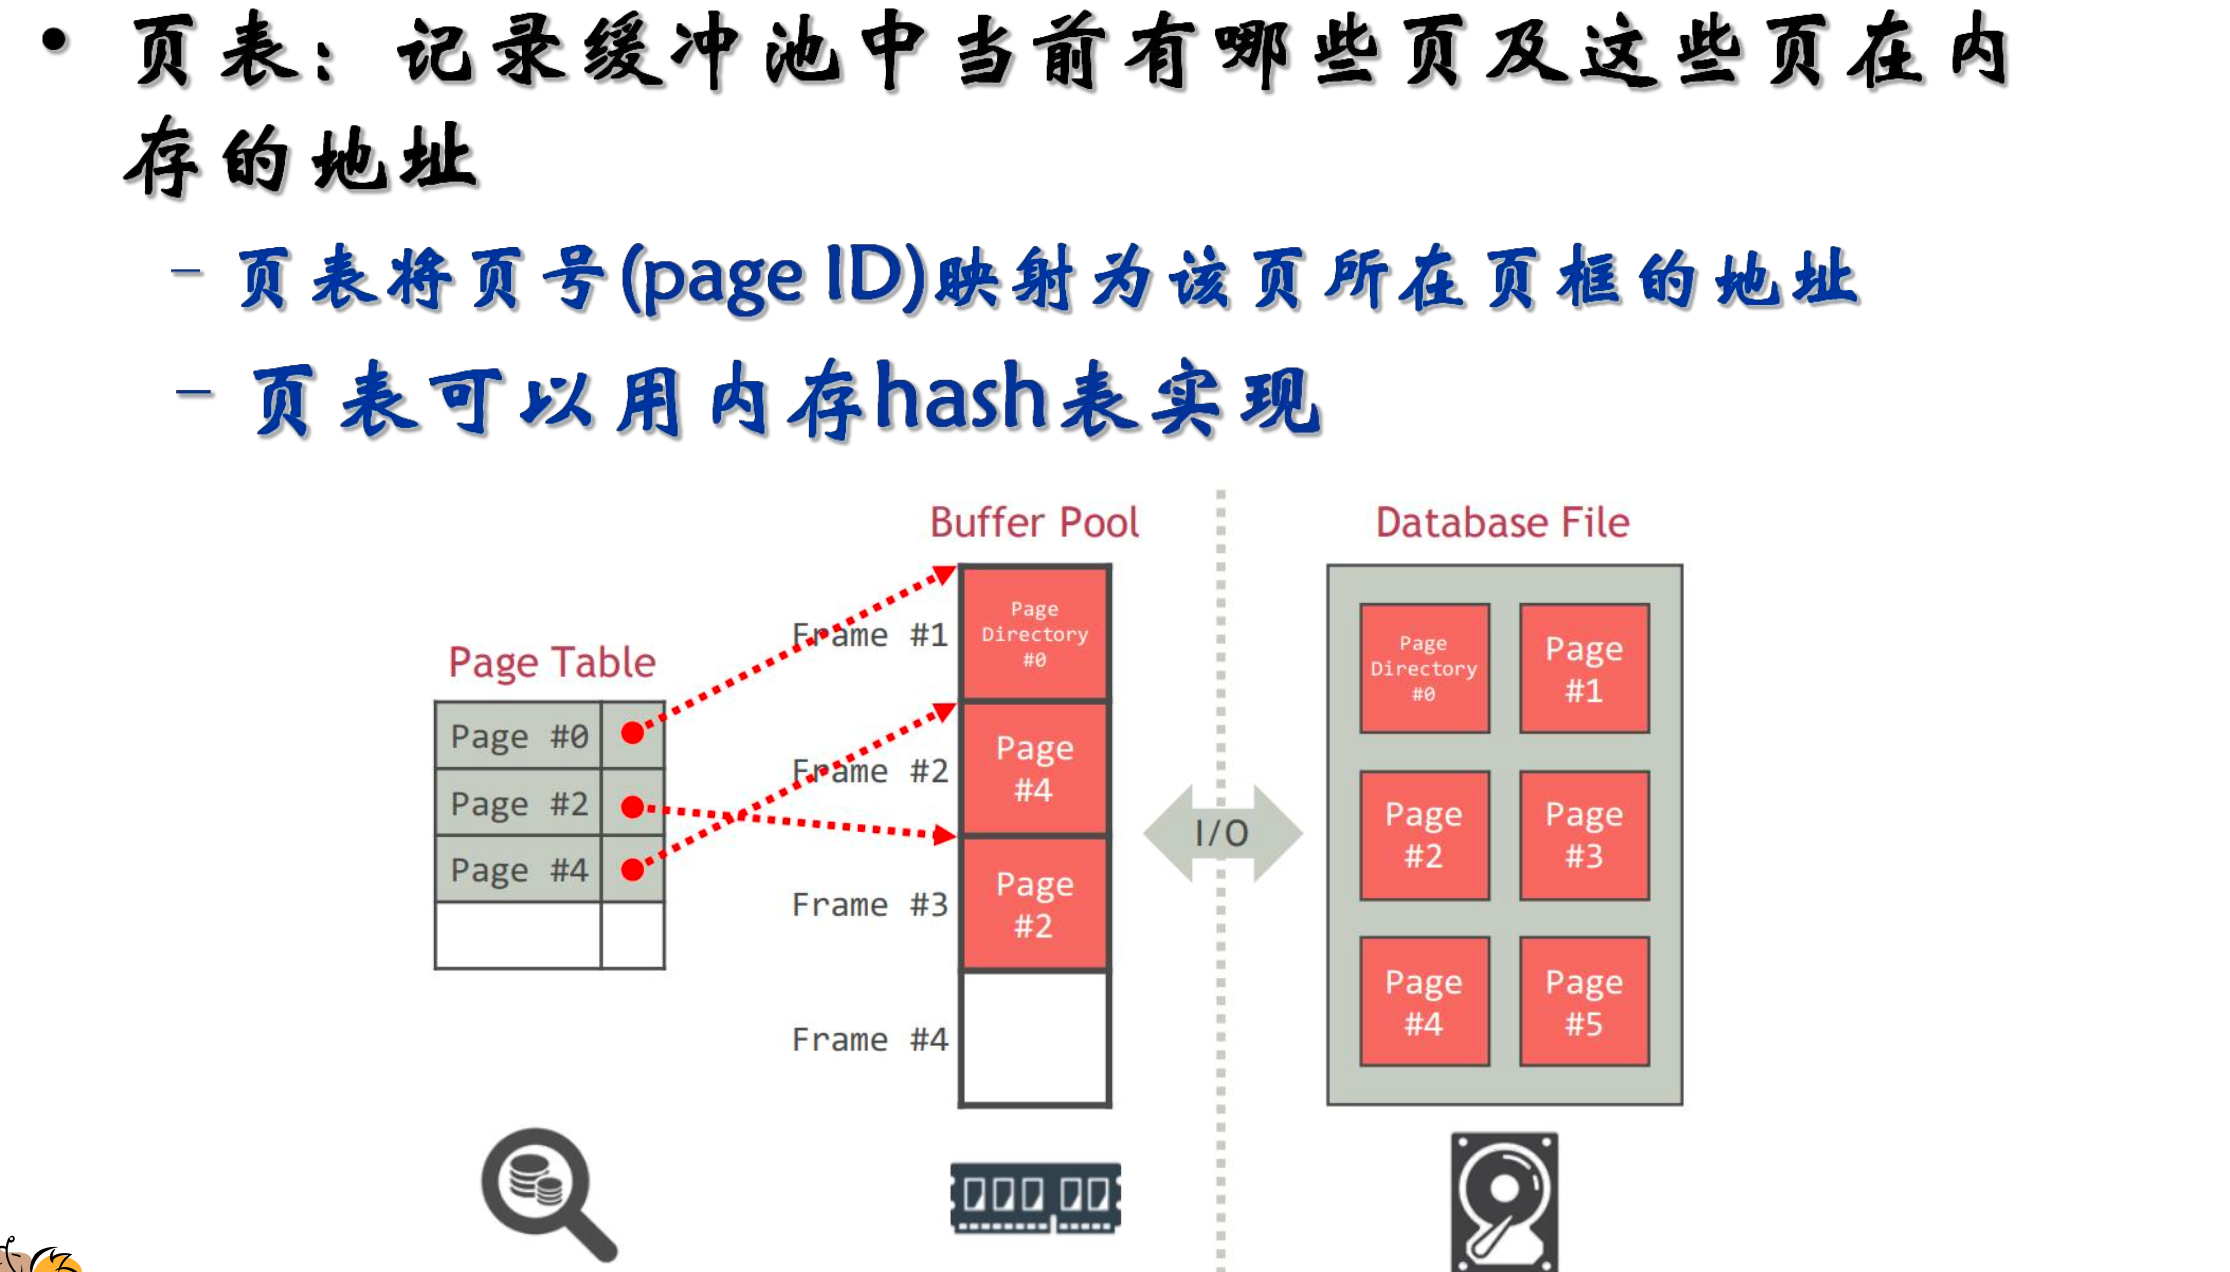 • 页表：记录缓冲池中当前有哪些页及这些页在内
存的地址
– 页表将页号(page ID)映射为该页所在页框的地址
– 页表可以用内存hash表实现
Buffer Pool
Database File
Page Table
Page #0
Page #2
Page #4
Frame #1
Frame #2
Frame #3
Frame #4
Page
Directory
#0
Page
#4
Page
#2
I/O
Page
Directory
#0
Page
#1
Page
#2
Page
#3
Page
#4
Page
#5